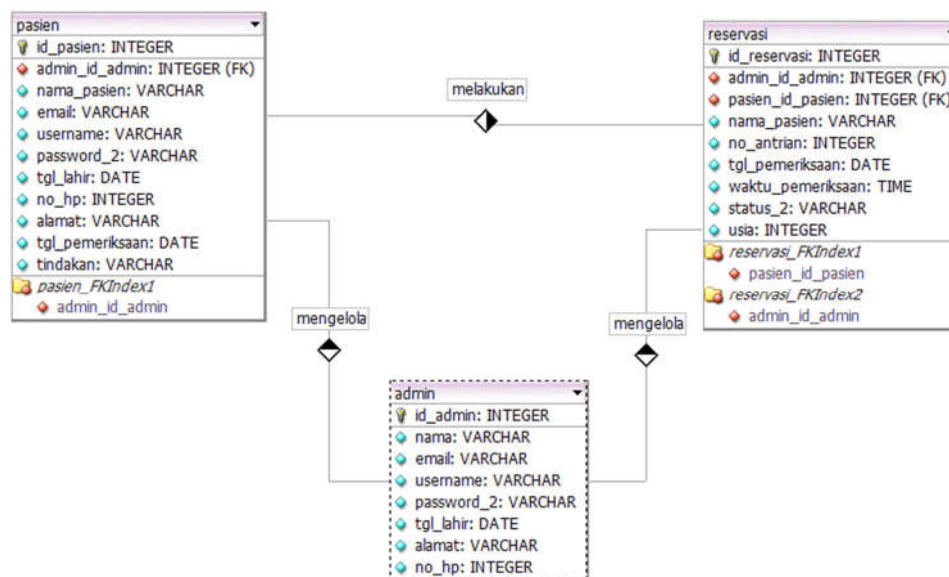 pasien
id_pasien: INTEGER
admin_id_admin: INTEGER (FK)
nama_pasien: VARCHAR
email: VARCHAR
username: VARCHAR
password_2: VARCHAR
tgl_lahir: DATE
no_hp: INTEGER
alamat: VARCHAR
tgl_pemeriksaan: DATE
tindakan: VARCHAR
pasien_FKIndex1
admin_id_admin
melakukan
reservasi
id_reservasi: INTEGER
admin_id_admin: INTEGER (FK)
pasien_id_pasien: INTEGER (FK)
nama_pasien: VARCHAR
no_antrian: INTEGER
tgl_pemeriksaan: DATE
waktu_pemeriksaan: TIME
status_2: VARCHAR
usia: INTEGER
reservasi_FKIndex1
pasien_id_pasien
reservasi_FKIndex2
admin_id_admin
mengelola
mengelola
admin
id_admin: INTEGER
nama: VARCHAR
email: VARCHAR
username: VARCHAR
password_2: VARCHAR
tgl_lahir: DATE
alamat: VARCHAR
no_hp: INTEGER